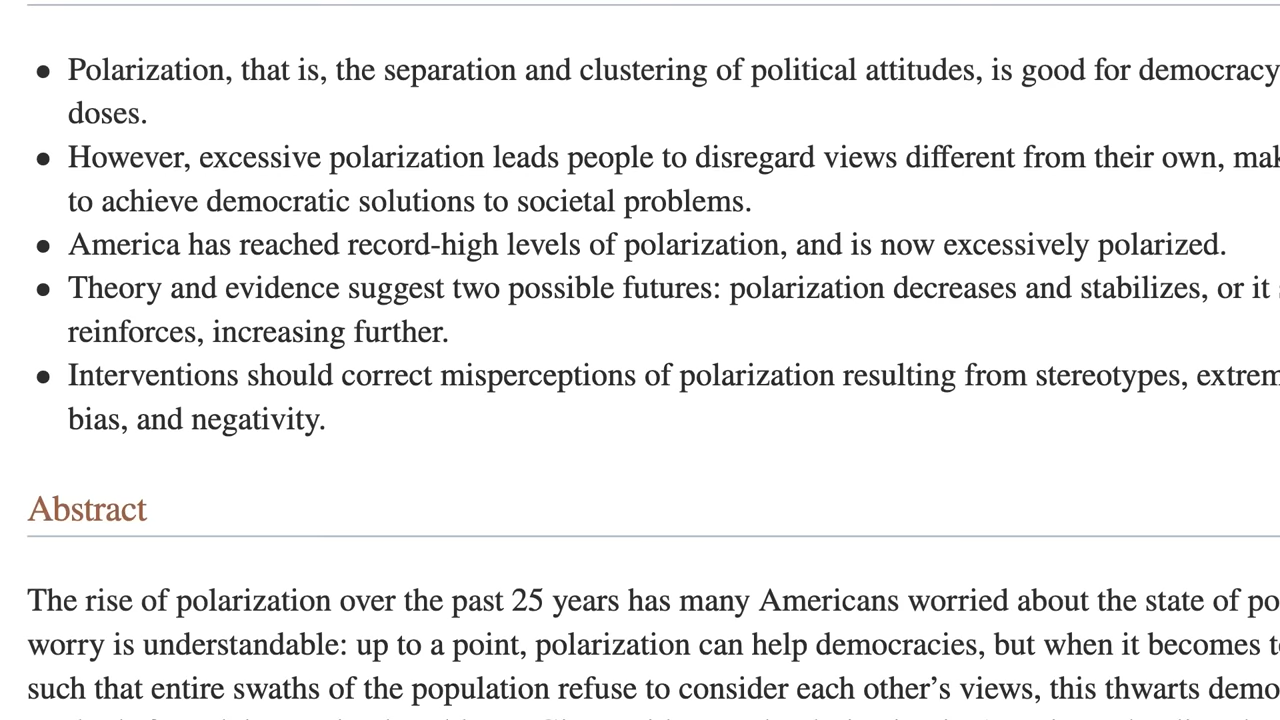 • Polarization, that is, the separation and clustering of political attitudes, is good for democracy
doses.
• However, excessive polarization leads people to disregard views different from their own,
to achieve democratic solutions to societal problems.
• America has reached record-high levels of polarization, and is now excessively polarized.
• Theory and evidence suggest two possible futures: polarization decreases and stabilizes, or it
reinforces, increasing further.
• Interventions should correct misperceptions of polarization resulting from stereotypes,
bias, and negativity.
Abstract
The rise of polarization over the past 25 years has many Americans worried about the state of
worry is understandable: up to a point, polarization can help democracies, but when it becomes
such that entire swaths of the population refuse to consider each other’s views, this thwarts